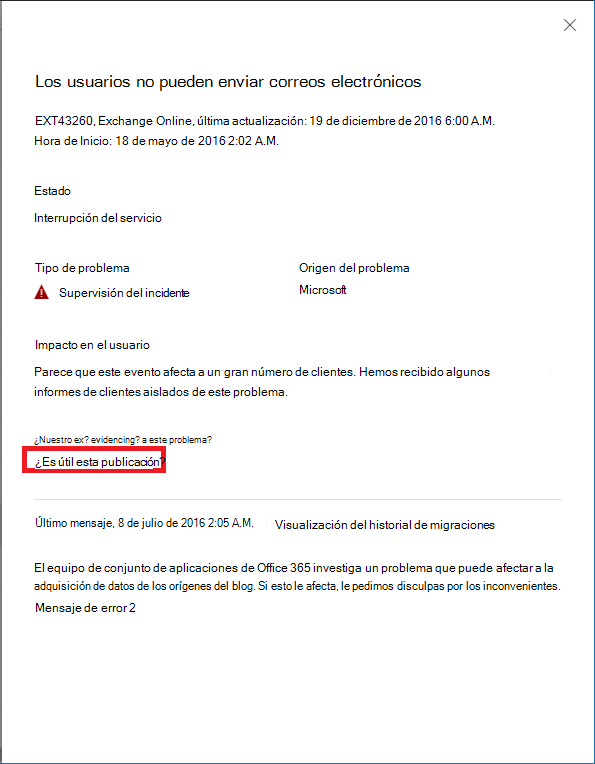 Los usuarios no pueden enviar correos electrónicos
EXT43260, Exchange Online, última actualización: 19 de diciembre de 2016 6:00 A.M.
Hora de Inicio: 18 de mayo de 2016 2:02 A.M.
Estado
Interrupción del servicio
Tipo de problema
Supervisión del incidente
Origen del problema
Microsoft
Impacto en el usuario
Parece que este evento afecta a un gran número de clientes. Hemos recibido algunos
informes de clientes aislados de este problema.
¿Nuestro ex? evidencing? a este problema?
¿Es útil esta publicación?
Último mensaje, 8 de julio de 2016 2:05 A.M.
Visualización del historial de migraciones
El equipo de conjunto de aplicaciones de Office 365 investiga un problema que puede afectar a la
adquisición de datos de los orígenes del blog. Si esto le afecta, le pedimos disculpas por los inconvenientes.
Mensaje de error 2